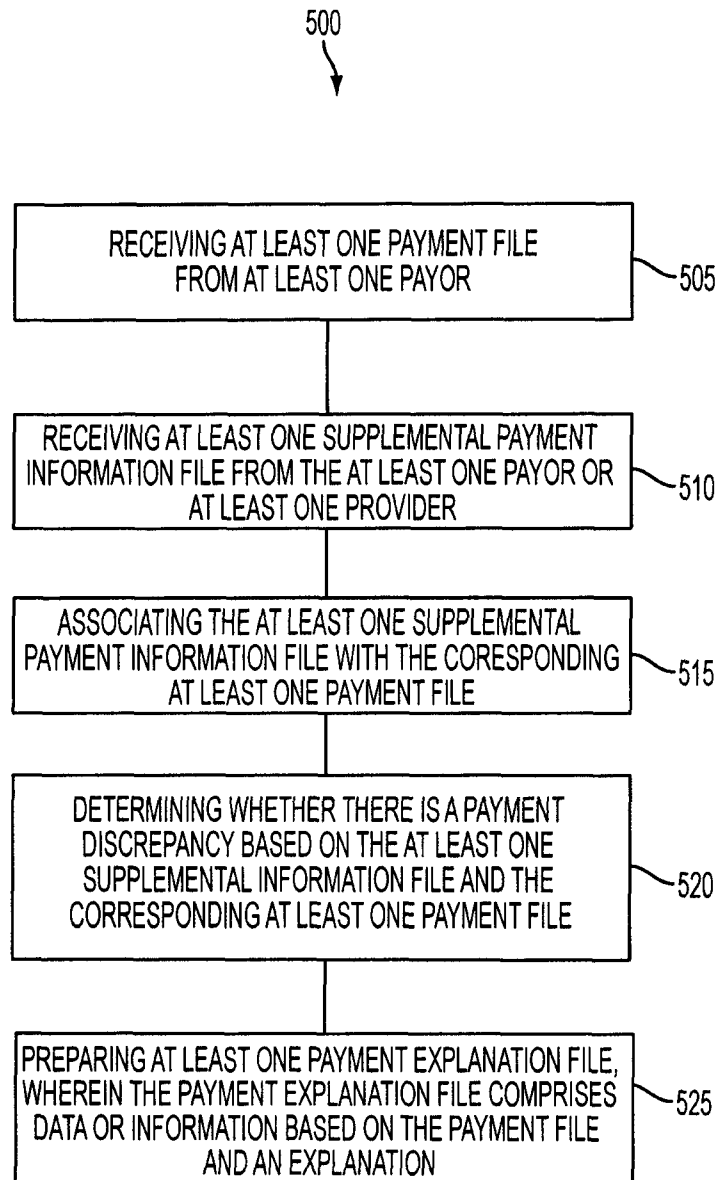 500
RECEIVING AT LEAST ONE PAYMENT FILE
FROM AT LEAST ONE PAYOR
505
RECEIVING AT LEAST ONE SUPPLEMENTAL PAYMENT
INFORMATION FILE FROM THE AT LEAST ONE PAYOR OR
AT LEAST ONE PROVIDER
510
ASSOCIATING THE AT LEAST ONE SUPPLEMENTAL
PAYMENT INFORMATION FILE WITH THE CORESPONDING
AT LEAST ONE PAYMENT FILE
515
DETERMINING WHETHER THERE IS A PAYMENT
DISCREPANCY BASED ON THE AT LEAST ONE
SUPPLEMENTAL INFORMATION FILE AND THE
CORRESPONDING AT LEAST ONE PAYMENT FILE
520
PREPARING AT LEAST ONE PAYMENT EXPLANATION FILE,
WHEREIN THE PAYMENT EXPLANATION FILE COMPRISES
DATA OR INFORMATION BASED ON THE PAYMENT FILE
AND AN EXPLANATION
525